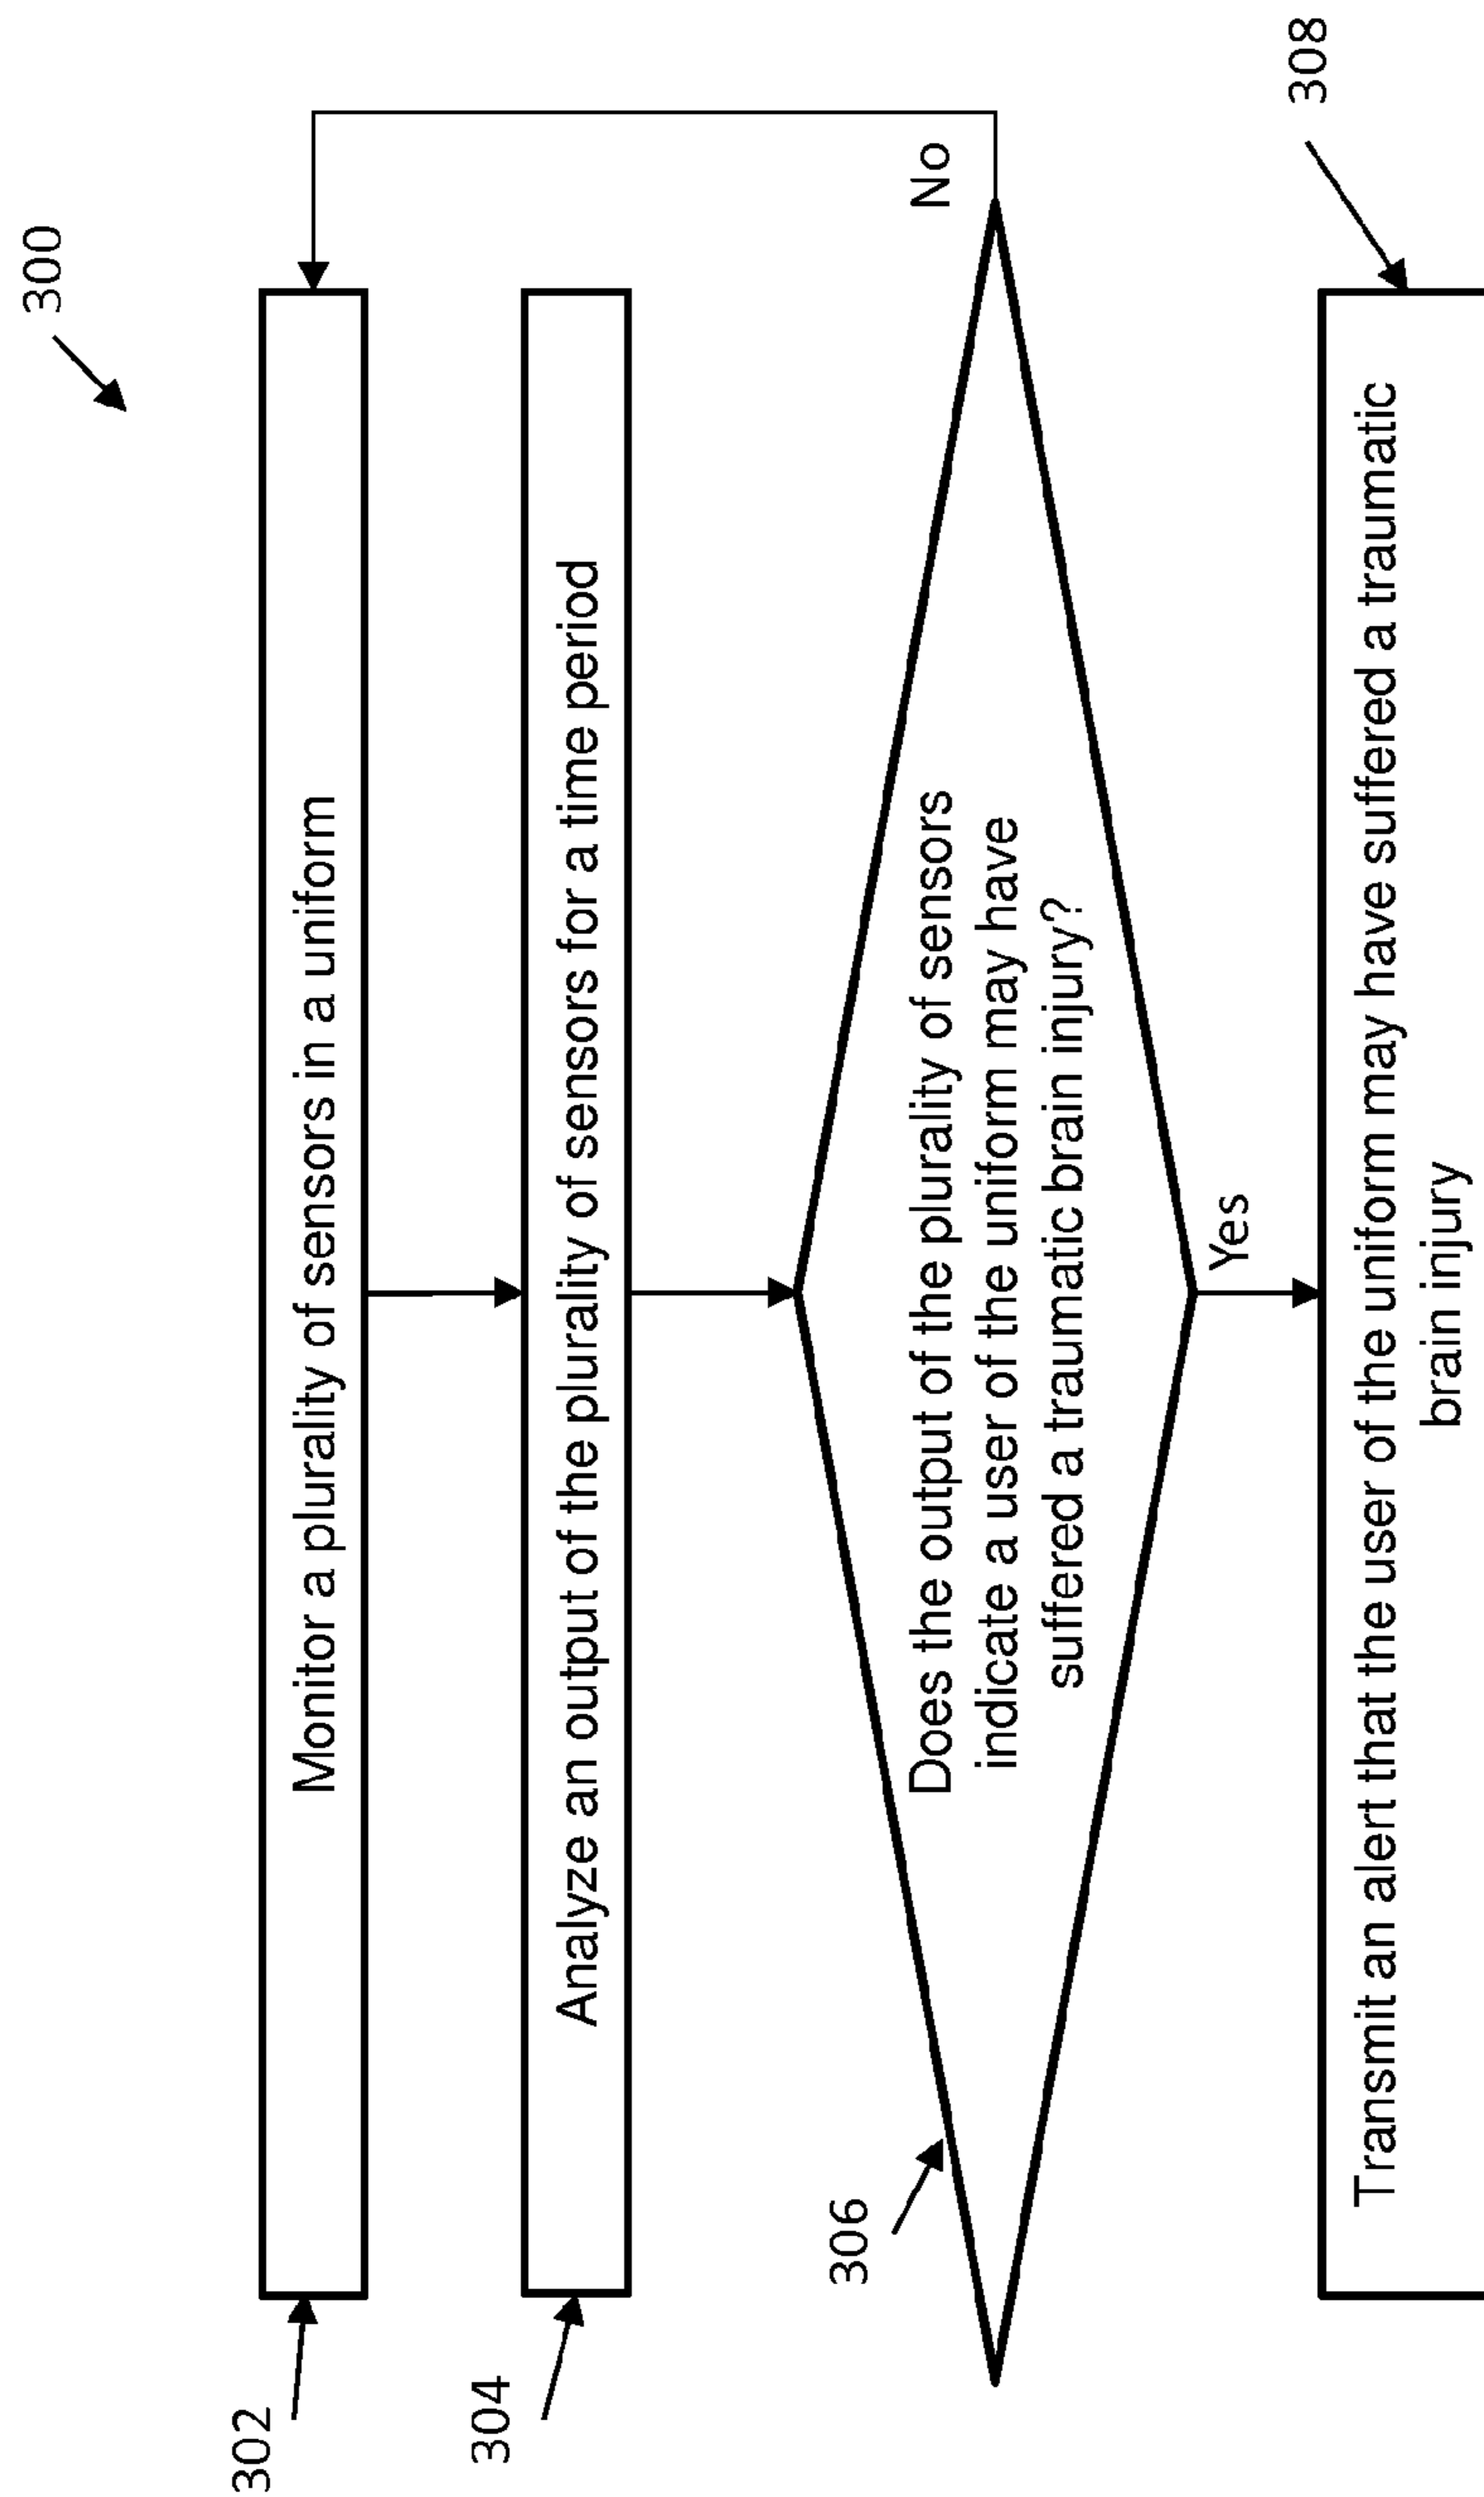 300
302
Monitor a plurality of sensors in a uniform
304
Analyze an output of the plurality of sensors for a time period
306
Does the output of the plurality of sensors
indicate a user of the uniform may have
suffered a traumatic brain injury?
No
Yes
308
Transmit an alert that the user of the uniform may have suffered a traumatic
brain injury